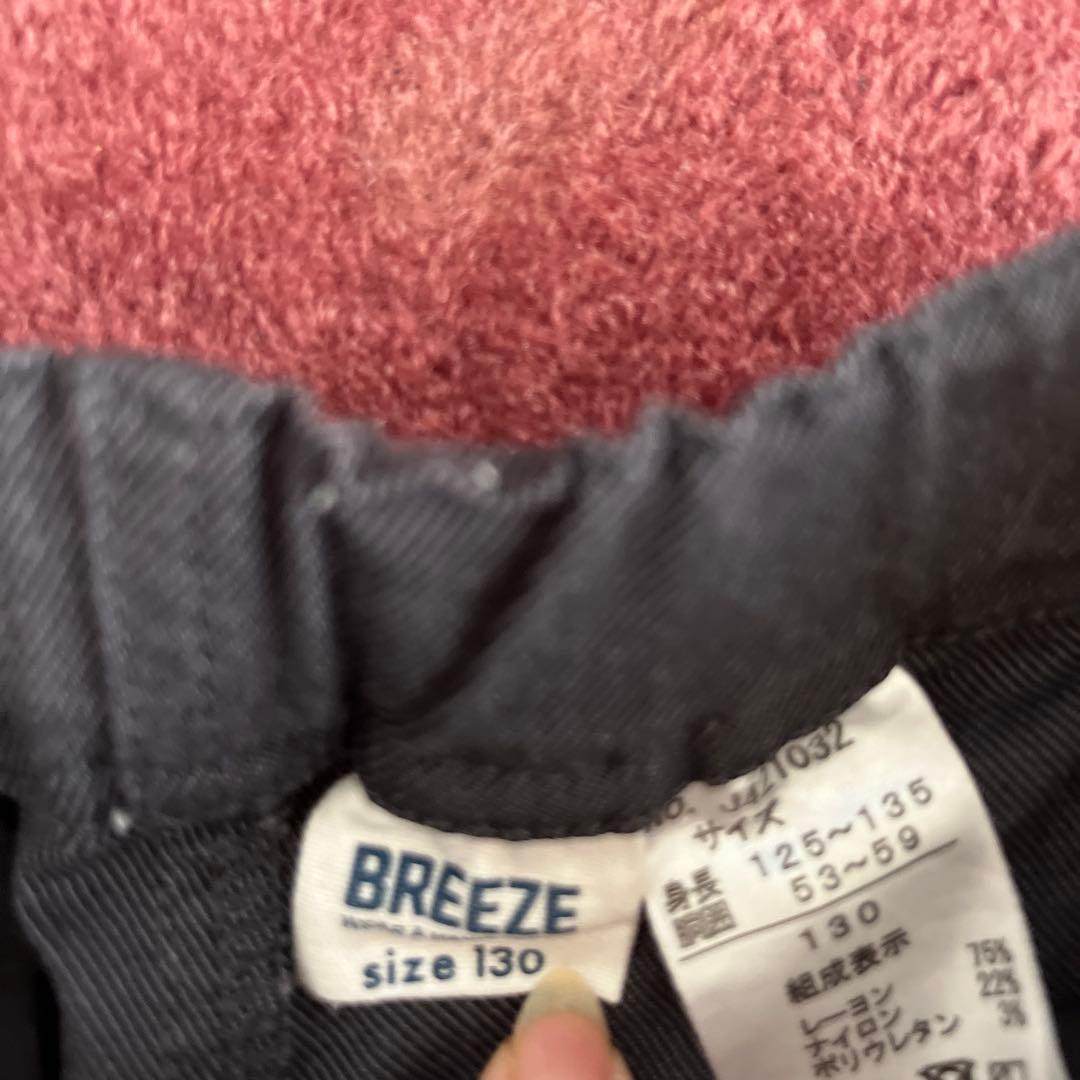 BREEZE
size 130
J421032
サイズ
身長 125～135
胴囲 53～59
130
組成表示
レーヨン 75%
ナイロン 22%
ポリウレタン 3%